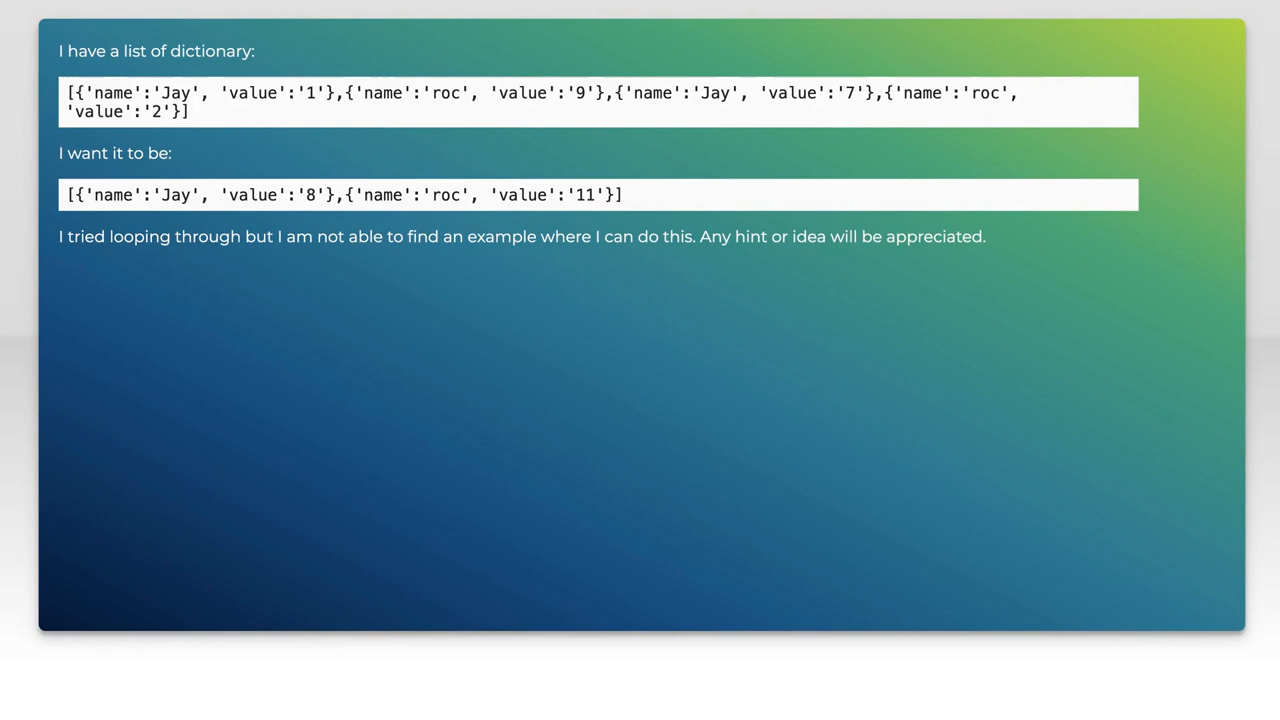 I have a list of dictionary:
[{'name':'Jay', 'value':'1'},{'name':'roc', 'value':'9'},{'name':'Jay', 'value':'7'},{'name':'roc',
'value':'2'}]
I want it to be:
[{'name':'Jay', 'value':'8'},{'name':'roc', 'value':'11'}]
I tried looping through but I am not able to find an example where I can do this. Any hint or idea will be appreciated.